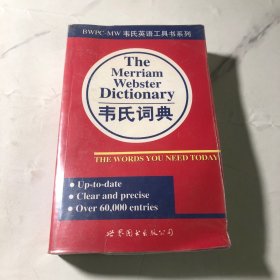 BWPC-MW 韦氏英语工具书系列
The
Merriam
Webster
Dictionary
韦氏词典
THE WORDS YOU NEED TODAY
• Up-to-date
• Clear and precise
• Over 60,000 entries
世界图书出版公司